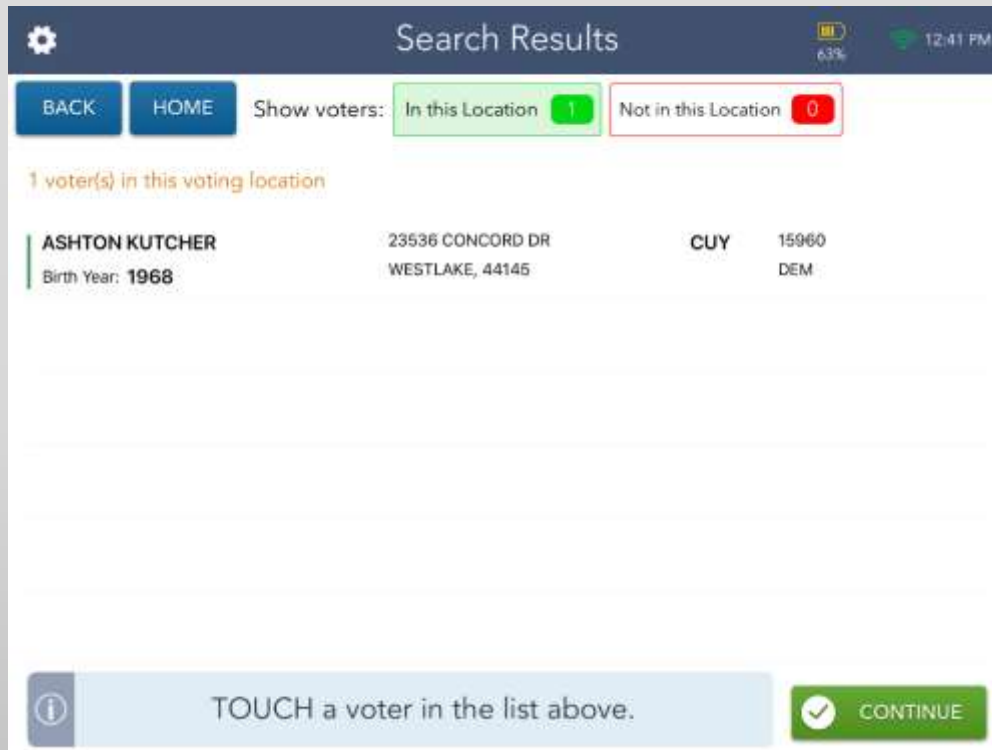 Search Results
63%
12:41 PM
BACK
HOME
Show voters:
In this Location 1
Not in this Location 0
1 voter(s) in this voting location
ASHTON KUTCHER 23536 CONCORD DR CUY 15960
Birth Year: 1968 WESTLAKE, 44145 DEM
TOUCH a voter in the list above.
CONTINUE